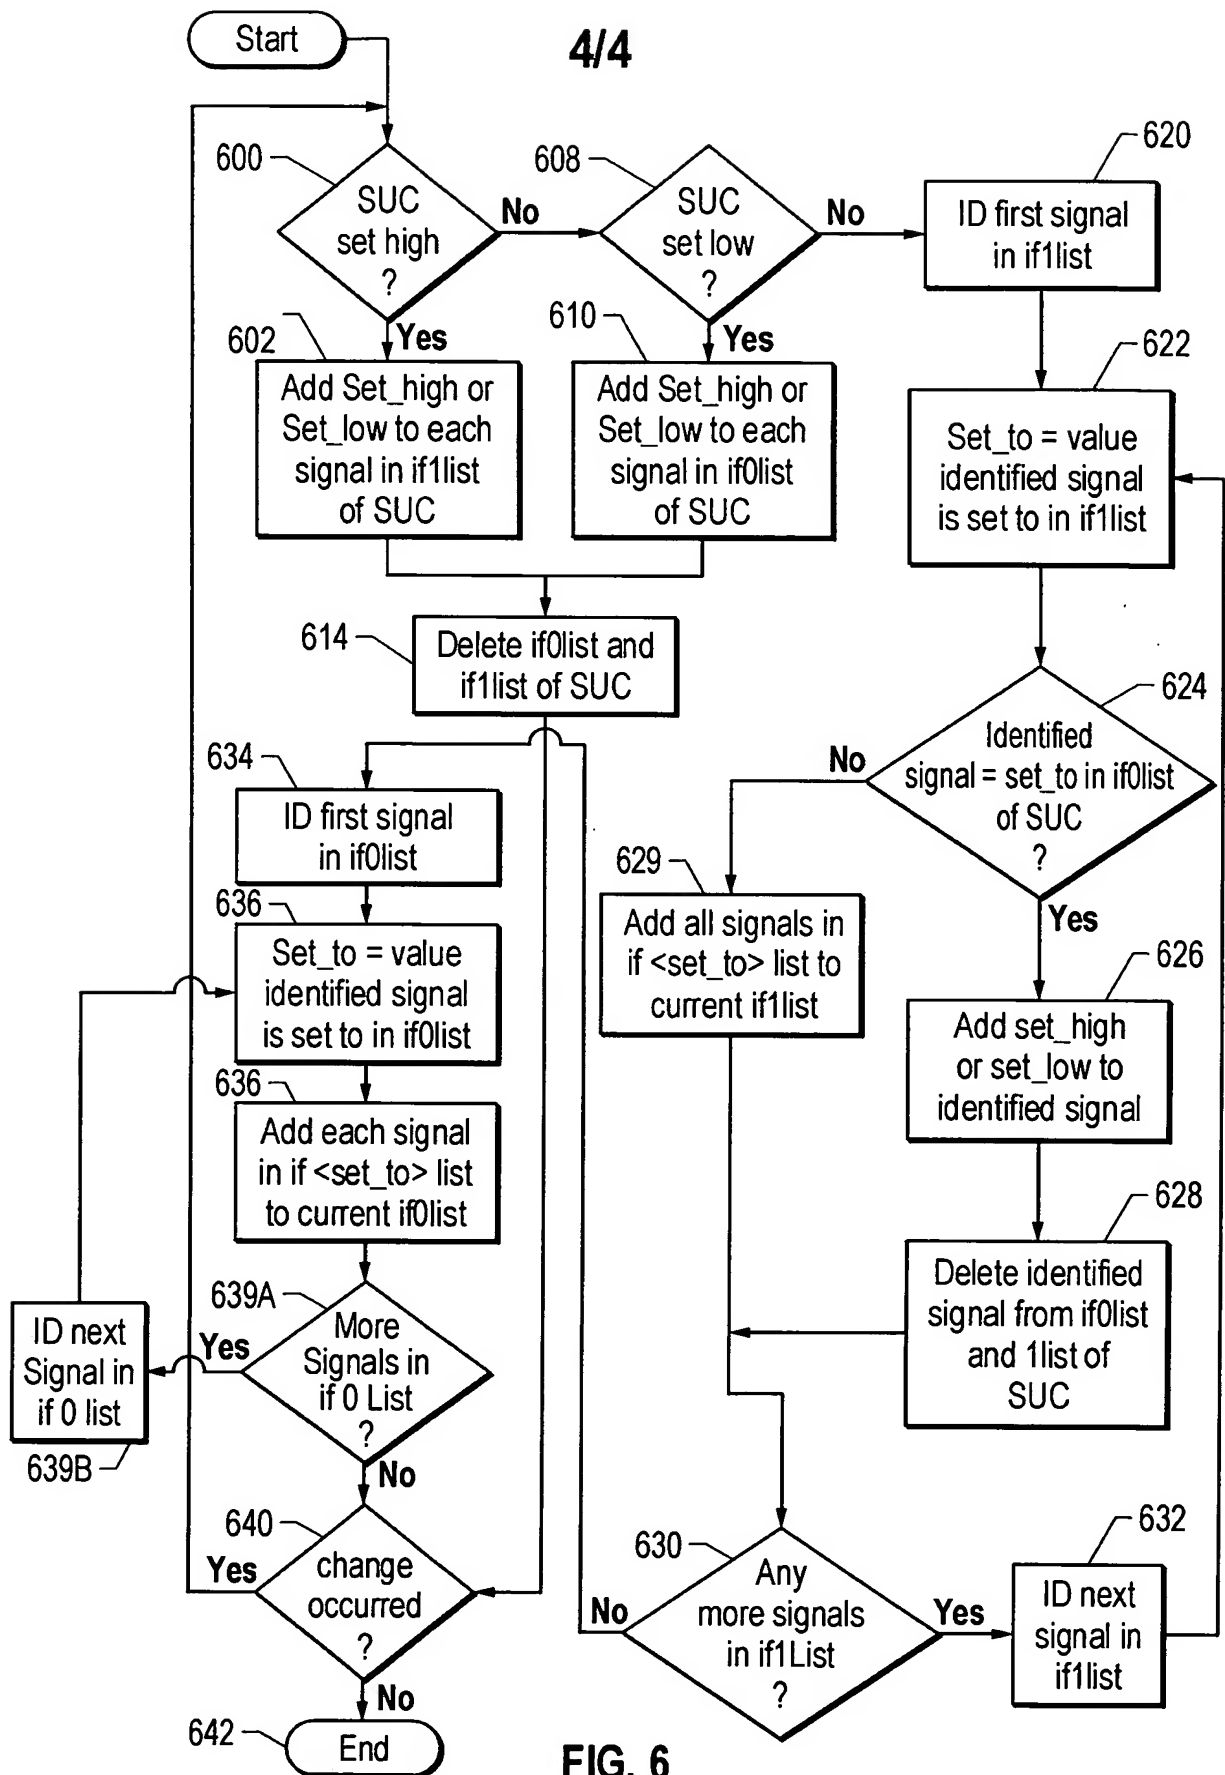 Start
4/4
600
SUC
set high
?
No
Yes
608
SUC
set low
?
No
Yes
620
ID first signal
in if1list
602
Add Set_high or
Set_low to each
signal in if1list
of SUC
610
Add Set_high or
Set_low to each
signal in if0list
of SUC
622
Set_to = value
identified signal
is set to in if1list
614
Delete if0list and
if1list of SUC
624
Identified
signal = set_to in if0list
of SUC
?
No
Yes
634
ID first signal
in if0list
629
Add all signals in
if <set_to> list to
current if1list
636
Set_to = value
identified signal
is set to in if0list
626
Add set_high
or set_low to
identified signal
636
Add each signal
in if <set_to> list
to current if0list
628
Delete identified
signal from if0list
and 1list of
SUC
639A
More
Signals in
if 0 List
?
Yes
No
ID next
Signal in
if 0 list
639B
640
change
occurred
?
Yes
No
630
Any
more signals
in if1List
?
No
Yes
632
ID next
signal in
if1list
642
End
FIG. 6